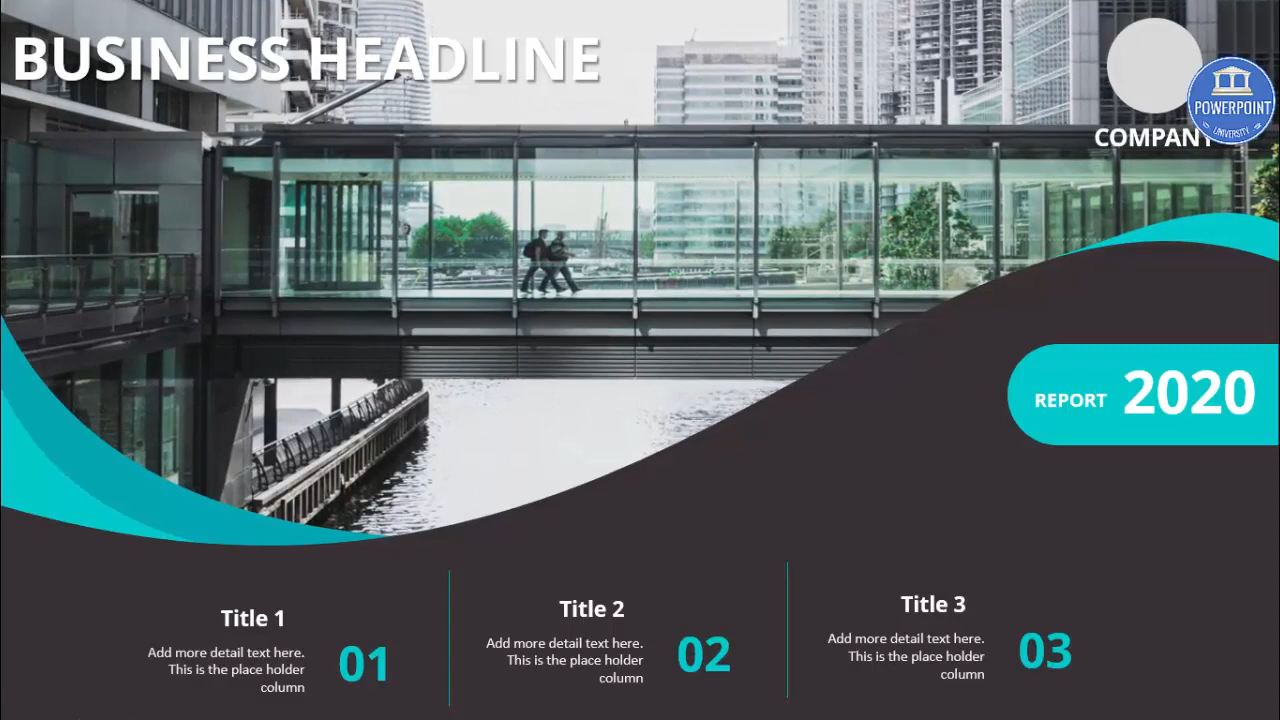 BUSINESS HEADLINE
POWERPOINT
UNIVERSITY
COMPANY
REPORT 2020
Title 1
Add more detail text here.
This is the place holder
column
01
Title 2
Add more detail text here.
This is the place holder
column
02
Title 3
Add more detail text here.
This is the place holder
column
03